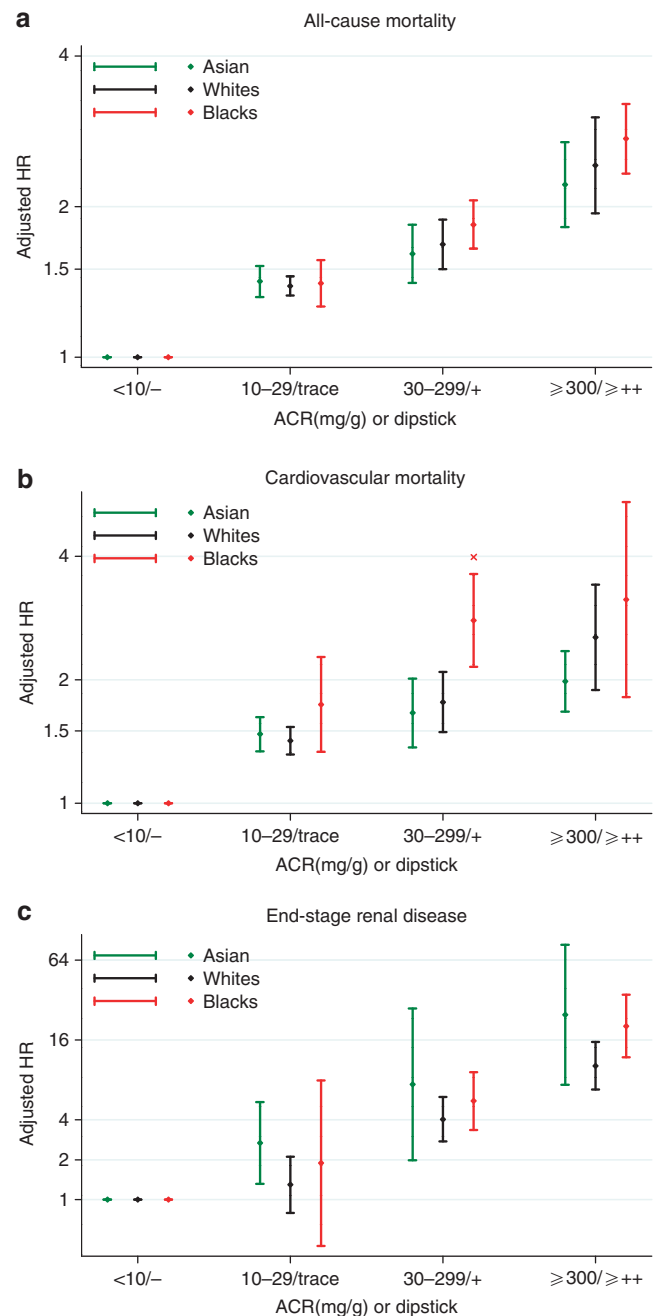 a
All-cause mortality
4
2
1.5
1
Adjusted HR
Asian
Whites
Blacks
<10/–
10–29/trace
30–299/+
⩾300/⩾++
ACR(mg/g) or dipstick
b
Cardiovascular mortality
4
2
1.5
1
Adjusted HR
Asian
Whites
Blacks
×
<10/–
10–29/trace
30–299/+
⩾300/⩾++
ACR(mg/g) or dipstick
c
End-stage renal disease
64
16
4
2
1
Adjusted HR
Asian
Whites
Blacks
<10/–
10–29/trace
30–299/+
⩾300/⩾++
ACR(mg/g) or dipstick